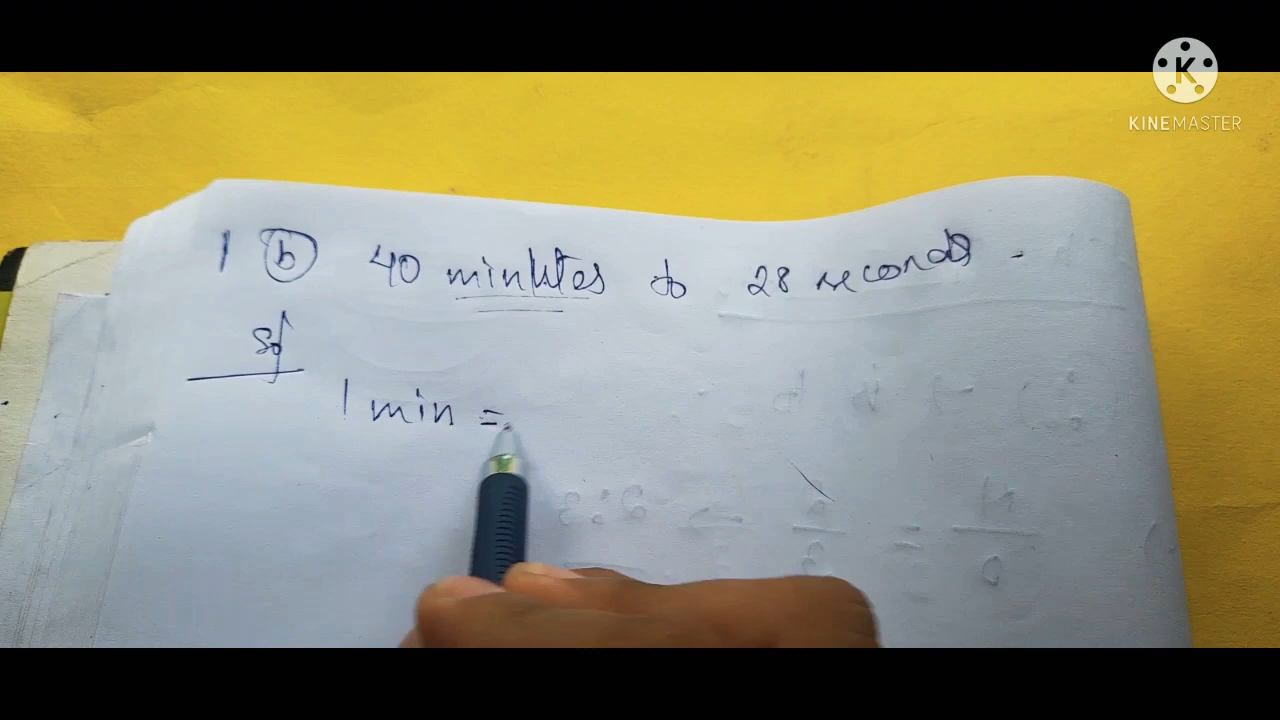 K
KINEMASTER
1 (b) 40 minutes to 28 seconds.
Sol
1 min =